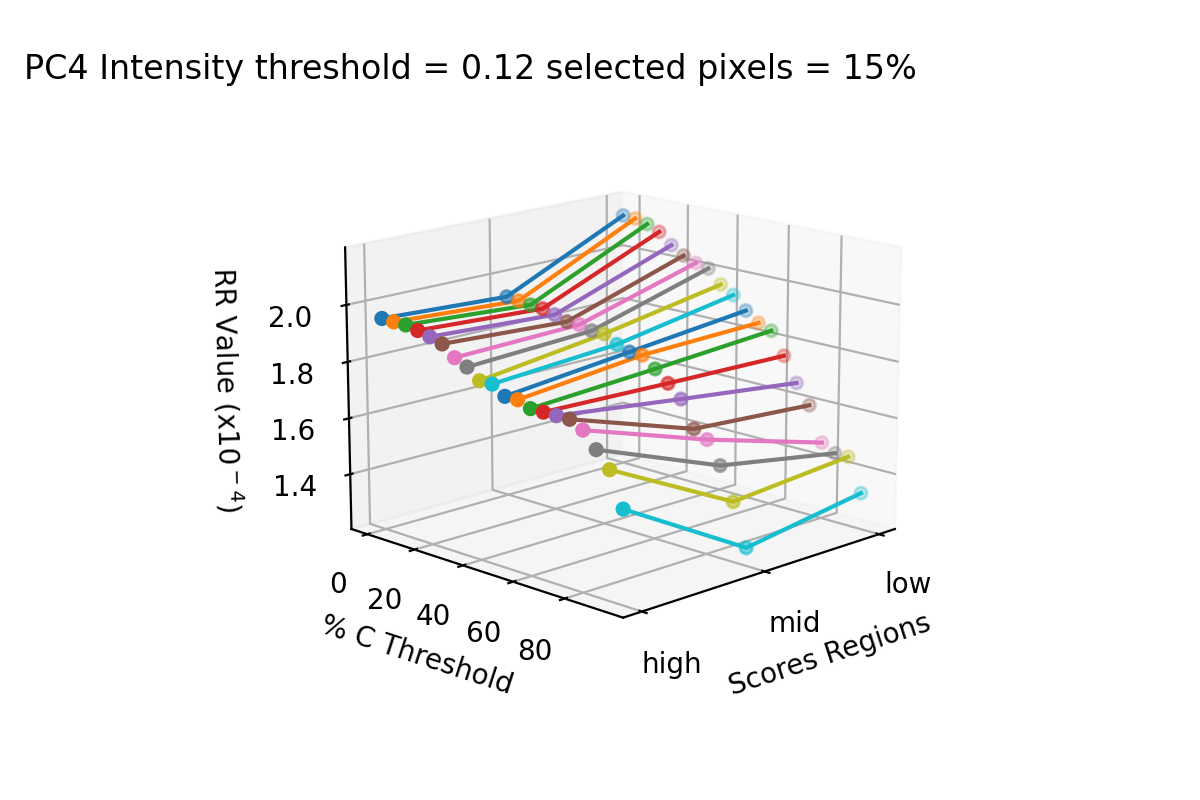 PC4 Intensity threshold = 0.12 selected pixels = 15%
RR Value (x10⁻⁴)
2.0
1.8
1.6
1.4
0
20
40
60
80
% C Threshold
high
mid
low
Scores Regions